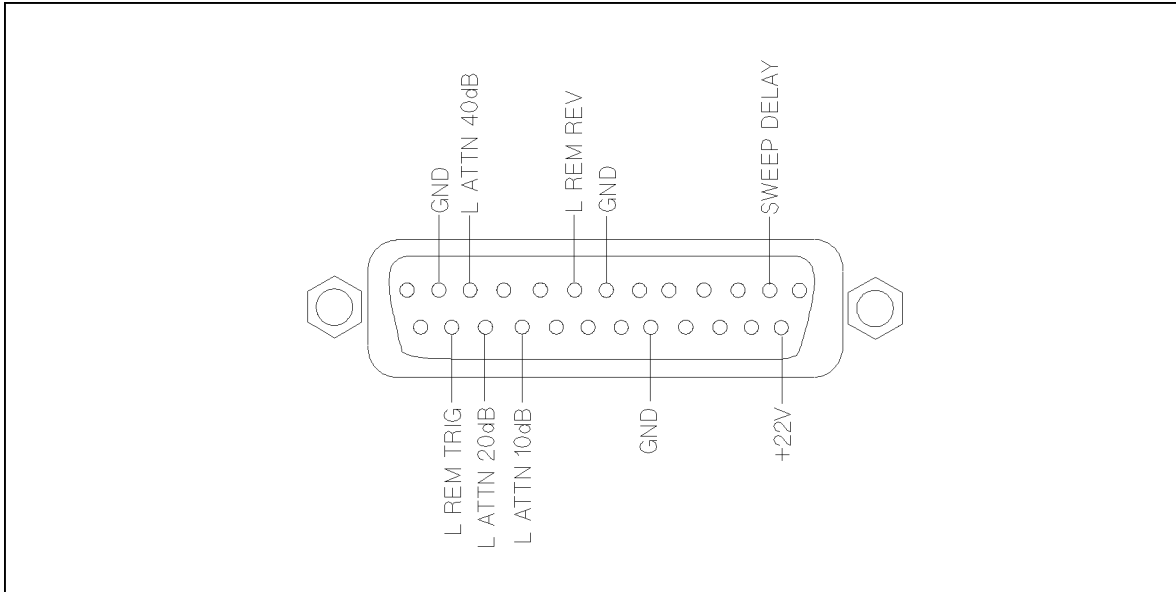 GND
L ATTN 40dB
L REM REV
GND
SWEEP DELAY
L REM TRIG
L ATTN 20dB
L ATTN 10dB
GND
+22V